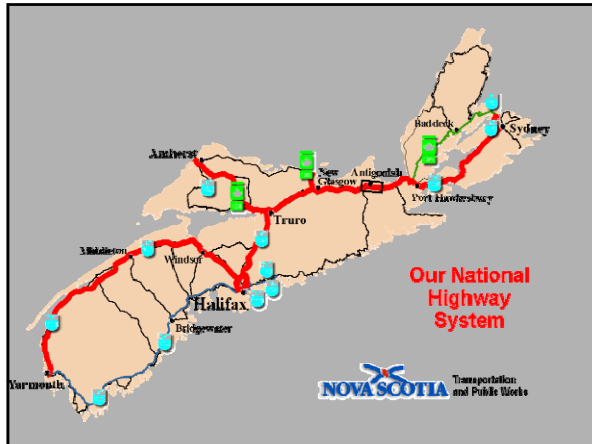 Baddeck
Sydney
Amherst
New
Glasgow
Antigonish
Port Hawkesbury
Truro
Middleton
Windsor
Halifax
Our National
Highway
System
Bridgewater
Yarmouth
NOVA SCOTIA
Transportation
and Public Works